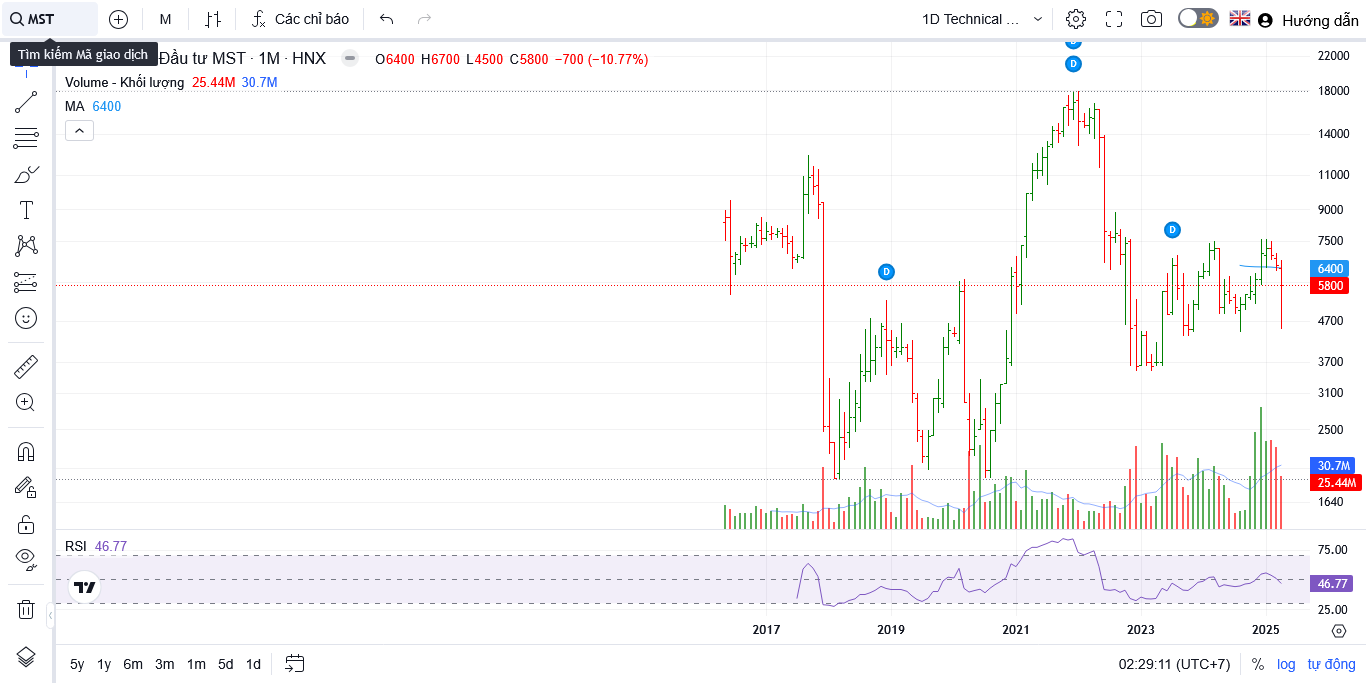 MST
M
Các chỉ báo
1D Technical ...
Hướng dẫn
Tìm kiếm Mã giao dịch
Đầu tư MST · 1M · HNX
O6400 H6700 L4500 C5800 −700 (−10.77%)
Volume - Khối lượng 25.44M 30.7M
MA 6400
22000
18000
14000
11000
9000
7500
6400
5800
4700
3700
3100
2500
30.7M
25.44M
1640
D
D
D
D
RSI 46.77
75.00
46.77
25.00
2017 2019 2021 2023 2025
5y 1y 6m 3m 1m 5d 1d
02:29:11 (UTC+7) % log tự động